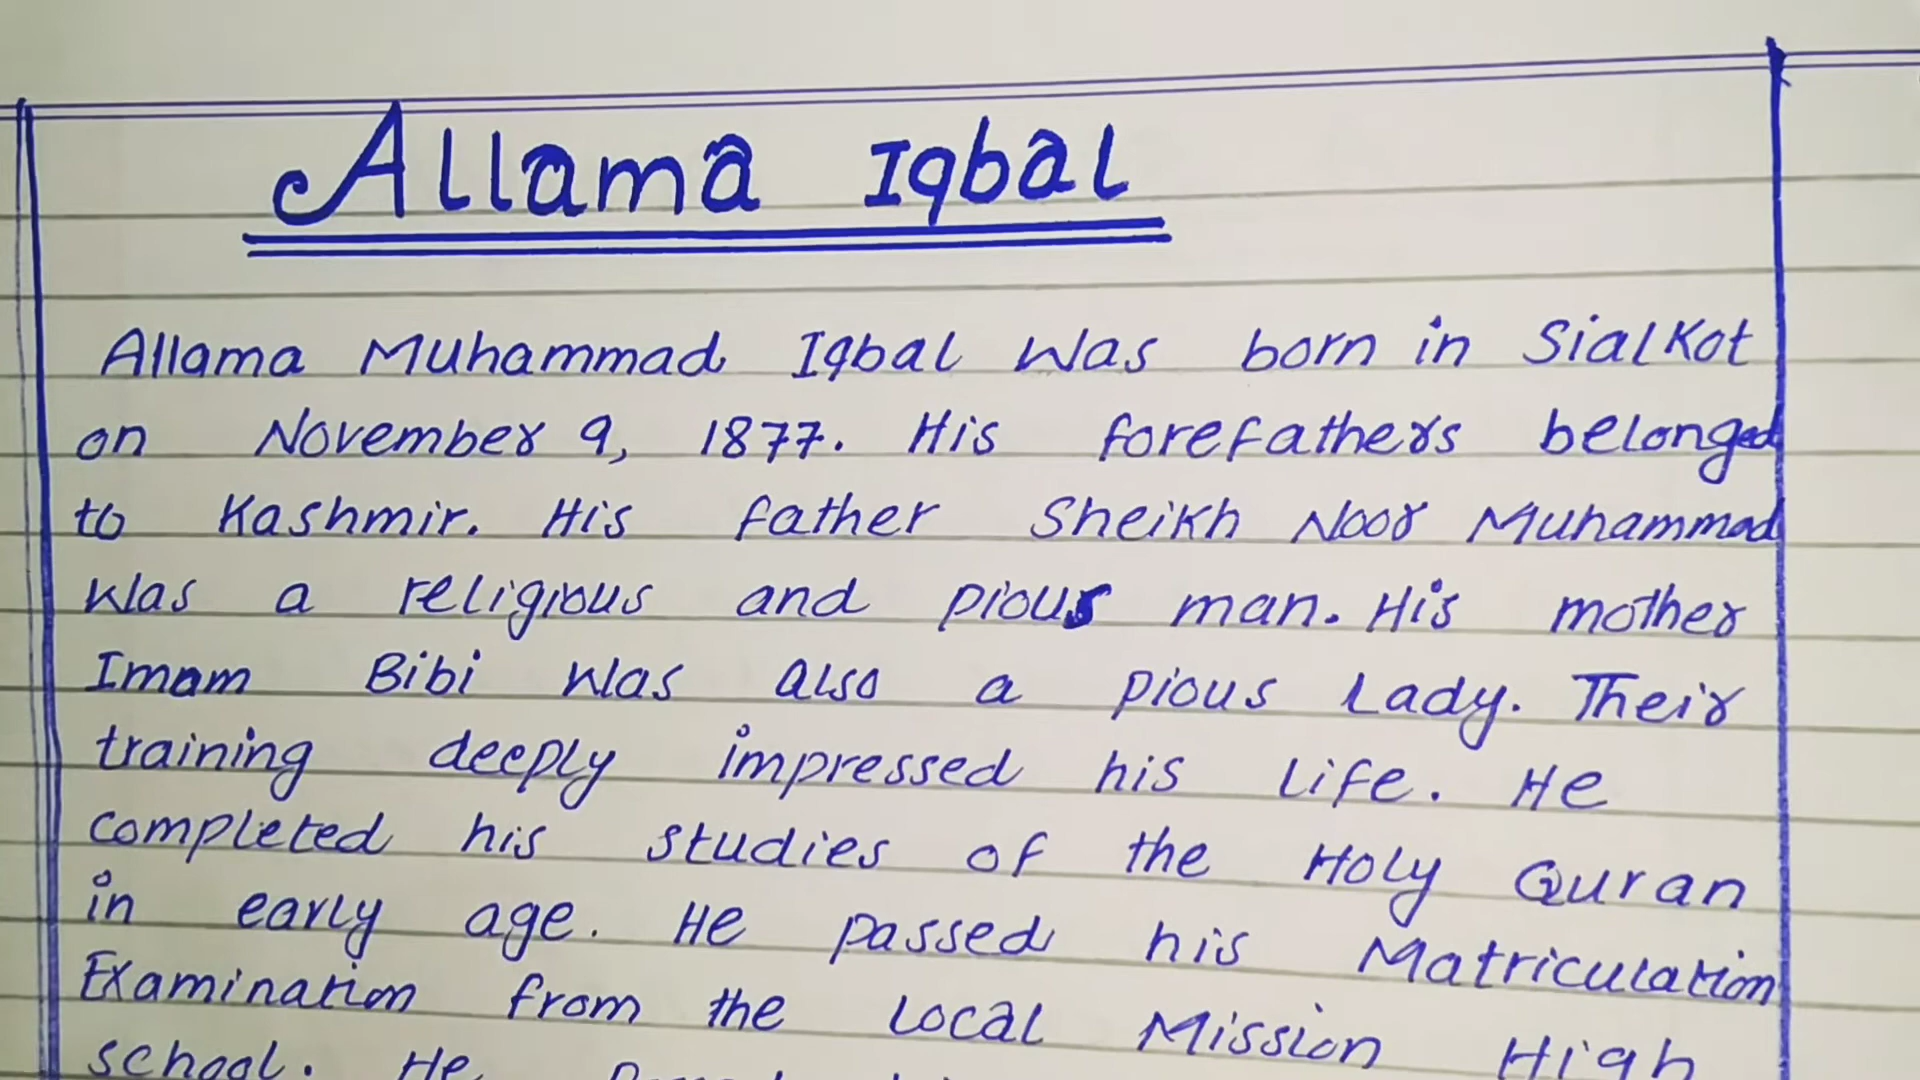 Allama Iqbal
Allama Muhammad Iqbal was born in Sialkot
on November 9, 1877. His forefathers belonged
to Kashmir. His father Sheikh Noor Muhammad
was a religious and pious man. His mother
Imam Bibi was also a pious Lady. Their
training deeply impressed his life. He
completed his studies of the Holy Quran
in early age. He passed his Matriculation
Examination from the Local Mission High
school. He